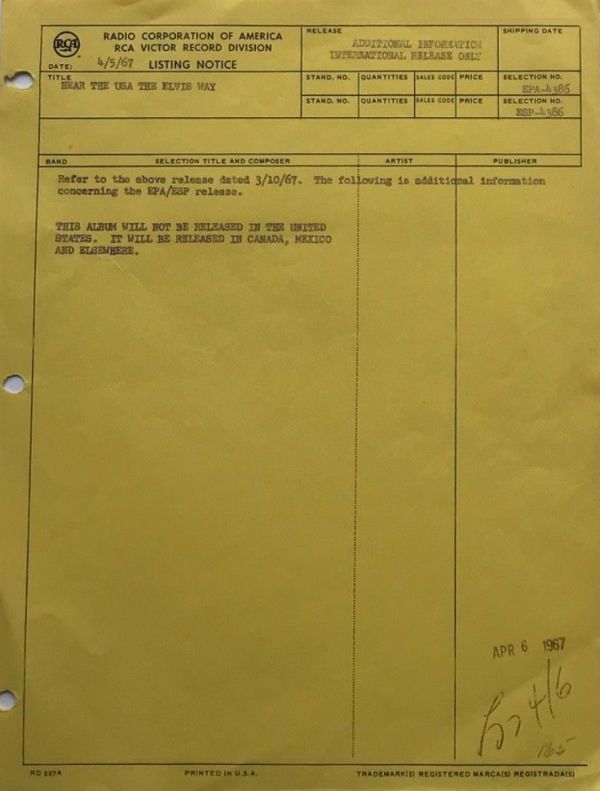 RCA
RADIO CORPORATION OF AMERICA
RCA VICTOR RECORD DIVISION
DATE: 4/5/67 LISTING NOTICE
RELEASE
ADDITIONAL INFORMATION
INTERNATIONAL RELEASE ONLY
SHIPPING DATE
TITLE
HEAR THE USA THE ELVIS WAY
STAND. NO. QUANTITIES SALES CODE PRICE SELECTION NO.
EPA-4386
STAND. NO. QUANTITIES SALES CODE PRICE SELECTION NO.
ESP-4386
BAND SELECTION TITLE AND COMPOSER ARTIST PUBLISHER
Refer to the above release dated 3/10/67. The following is additional information
concerning the EPA/ESP release.
THIS ALBUM WILL NOT BE RELEASED IN THE UNITED
STATES. IT WILL BE RELEASED IN CANADA, MEXICO
AND ELSEWHERE.
APR 6 1967
4/6
RD 287A PRINTED IN U.S.A. TRADEMARK(S) REGISTERED MARCA(S) REGISTRADA(S)